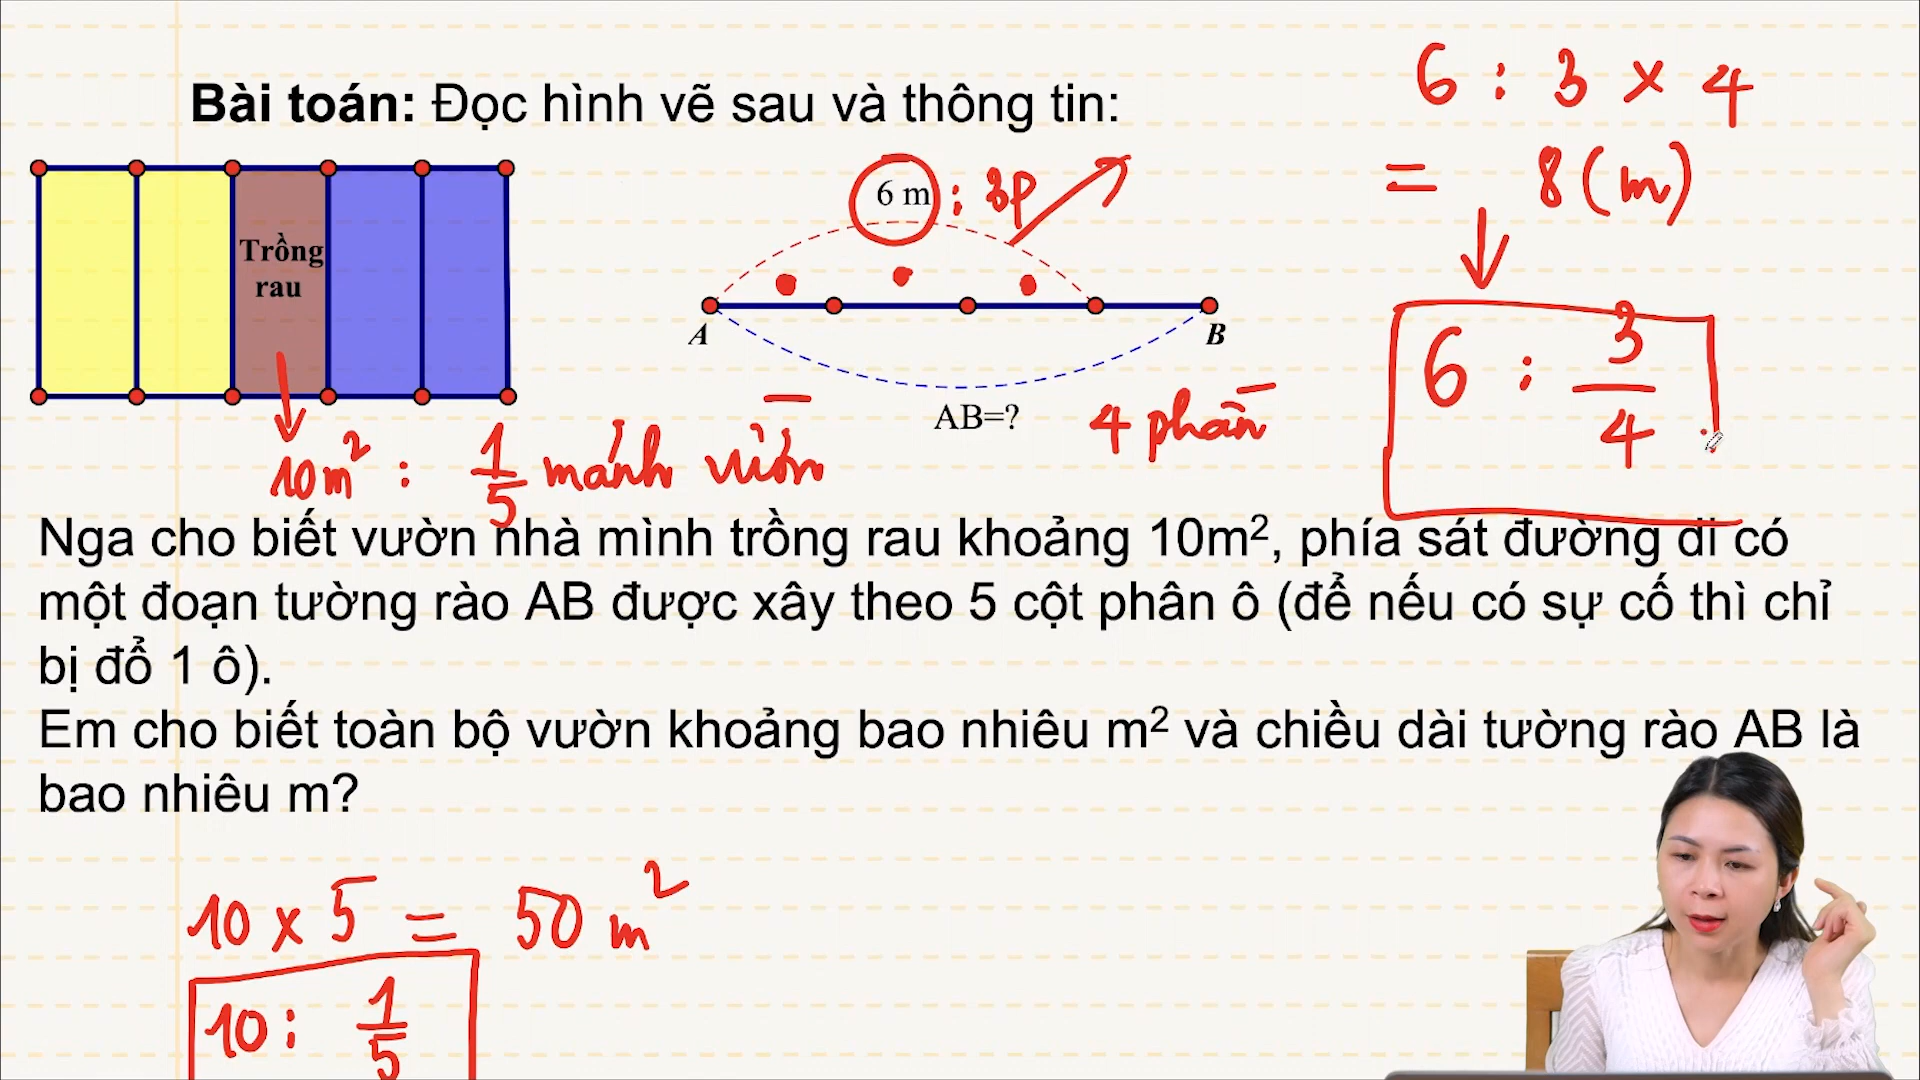 Bài toán: Đọc hình vẽ sau và thông tin:
6 : 3 × 4
= 8 (m)
6 m : 3p
Trồng
rau
A
B
AB=?
4 phần
6 : 3/4
10m² : 1/5 mảnh vườn
Nga cho biết vườn nhà mình trồng rau khoảng 10m², phía sát đường đi có
một đoạn tường rào AB được xây theo 5 cột phân ô (để nếu có sự cố thì chỉ
bị đổ 1 ô).
Em cho biết toàn bộ vườn khoảng bao nhiêu m² và chiều dài tường rào AB là
bao nhiêu m?
10 × 5 = 50 m²
10 : 1/5